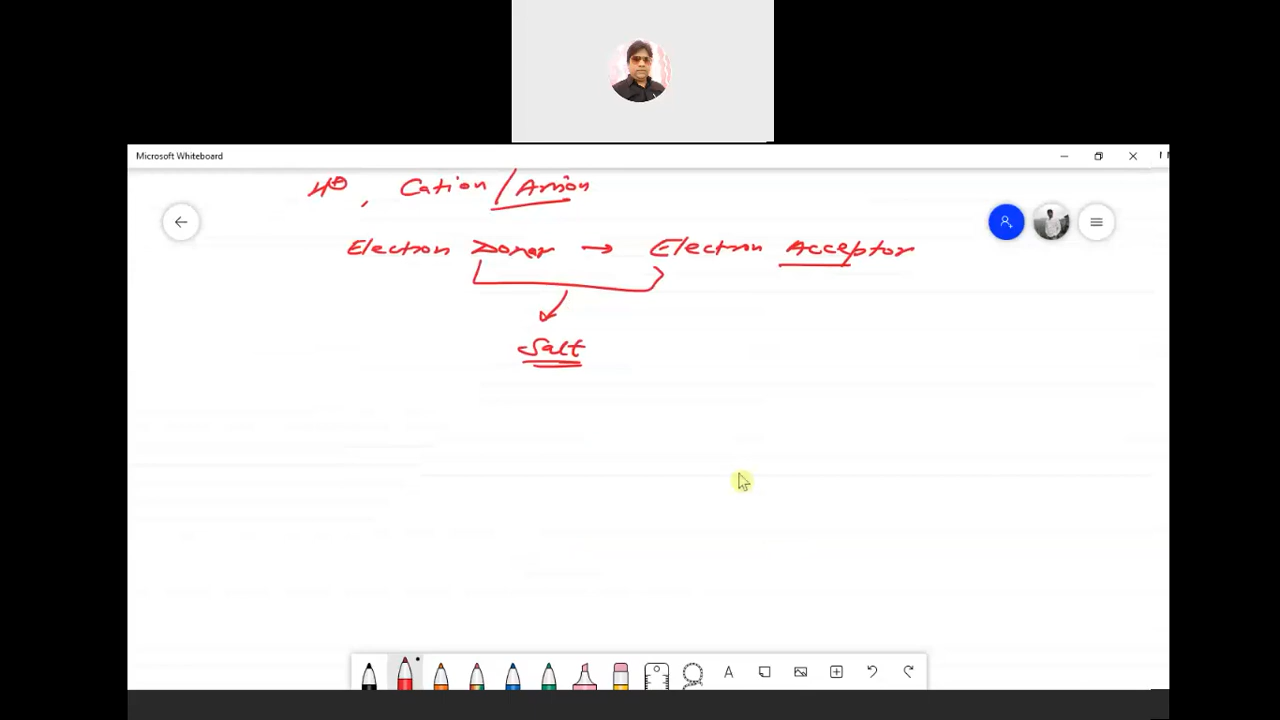 Microsoft Whiteboard
H⊕, Cation / Anion
Electron Donor → Electron Acceptor
Salt
A